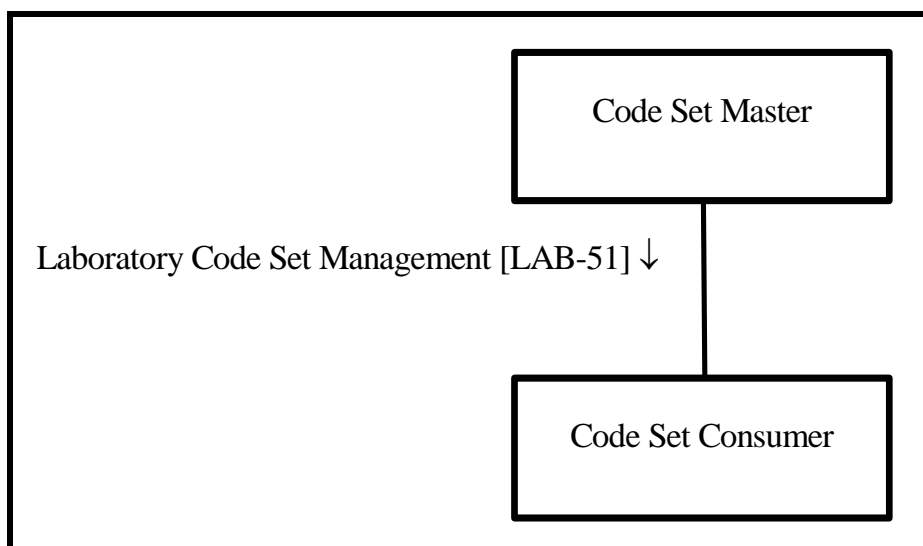 Code Set Master
Laboratory Code Set Management [LAB-51] ↓
Code Set Consumer